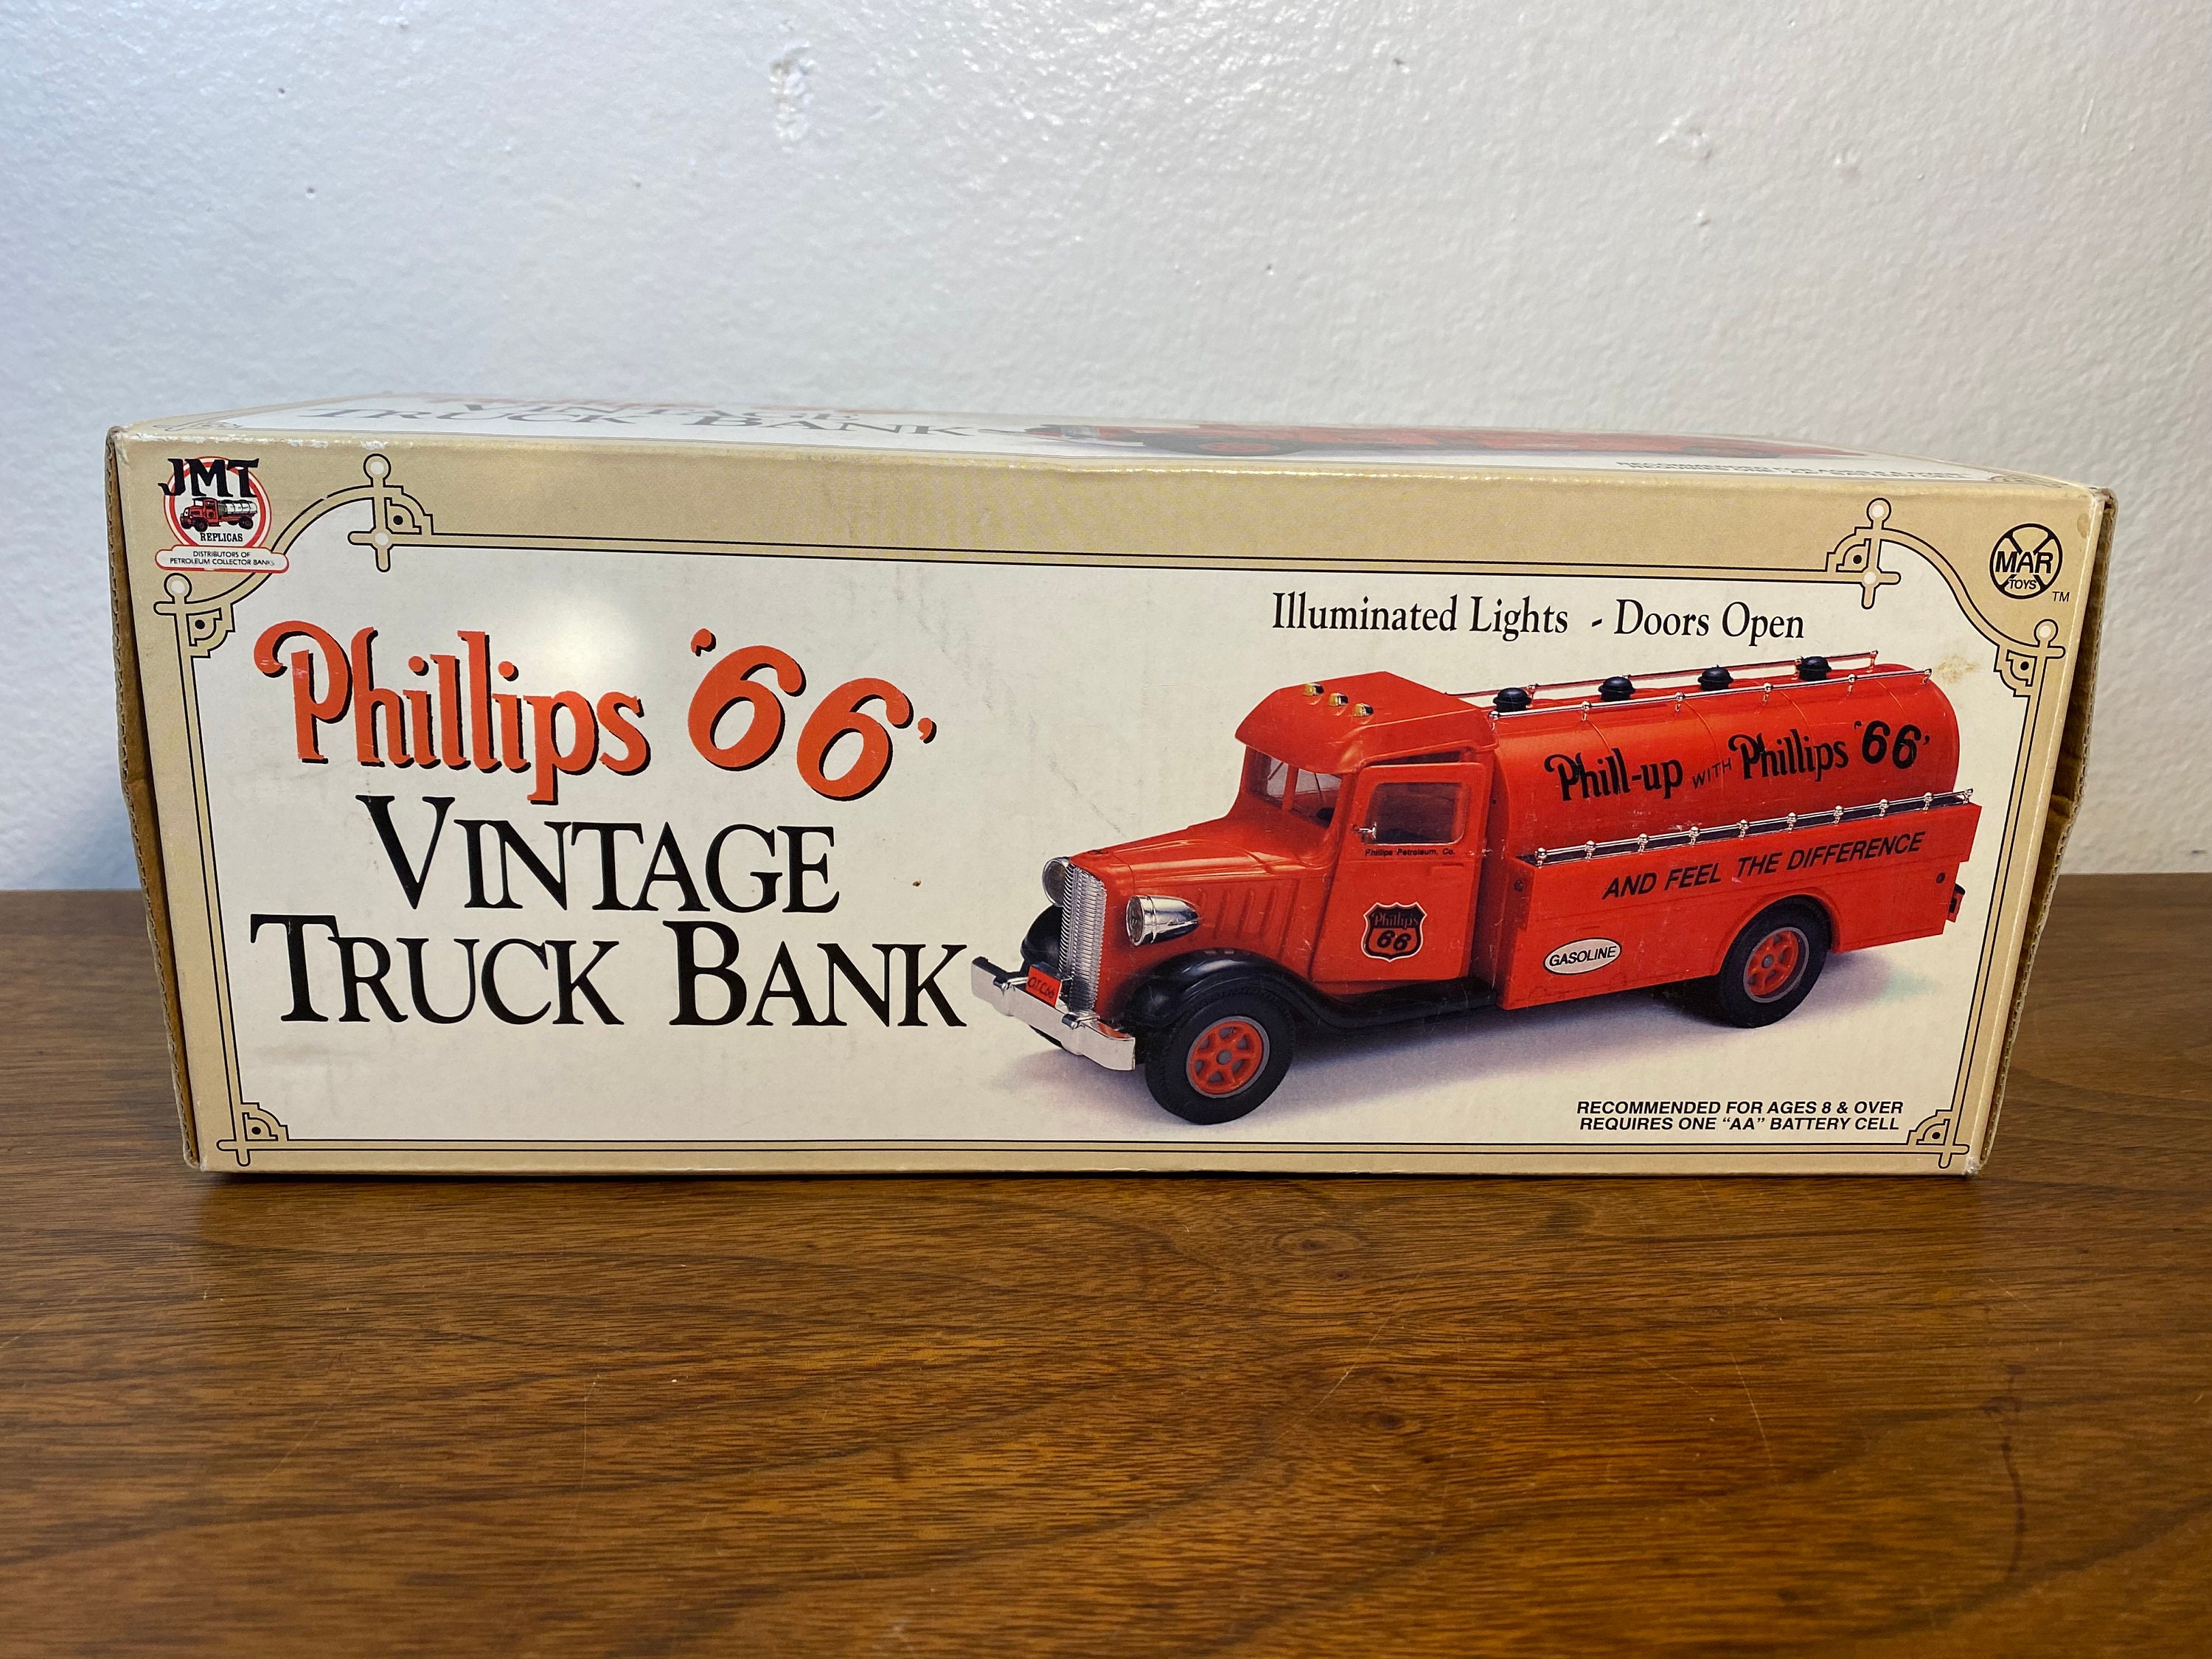 VINTAGE
TRUCK BANK
JMT
REPLICAS
DISTRIBUTORS OF
PETROLEUM COLLECTOR BANKS
MAR
TOYS
TM
Illuminated Lights - Doors Open
Phillips '66'
VINTAGE
TRUCK BANK
Phill-up WITH Phillips '66'
AND FEEL THE DIFFERENCE
Phillips Petroleum, Co.
Phillips
66
GASOLINE
RECOMMENDED FOR AGES 8 & OVER
REQUIRES ONE "AA" BATTERY CELL